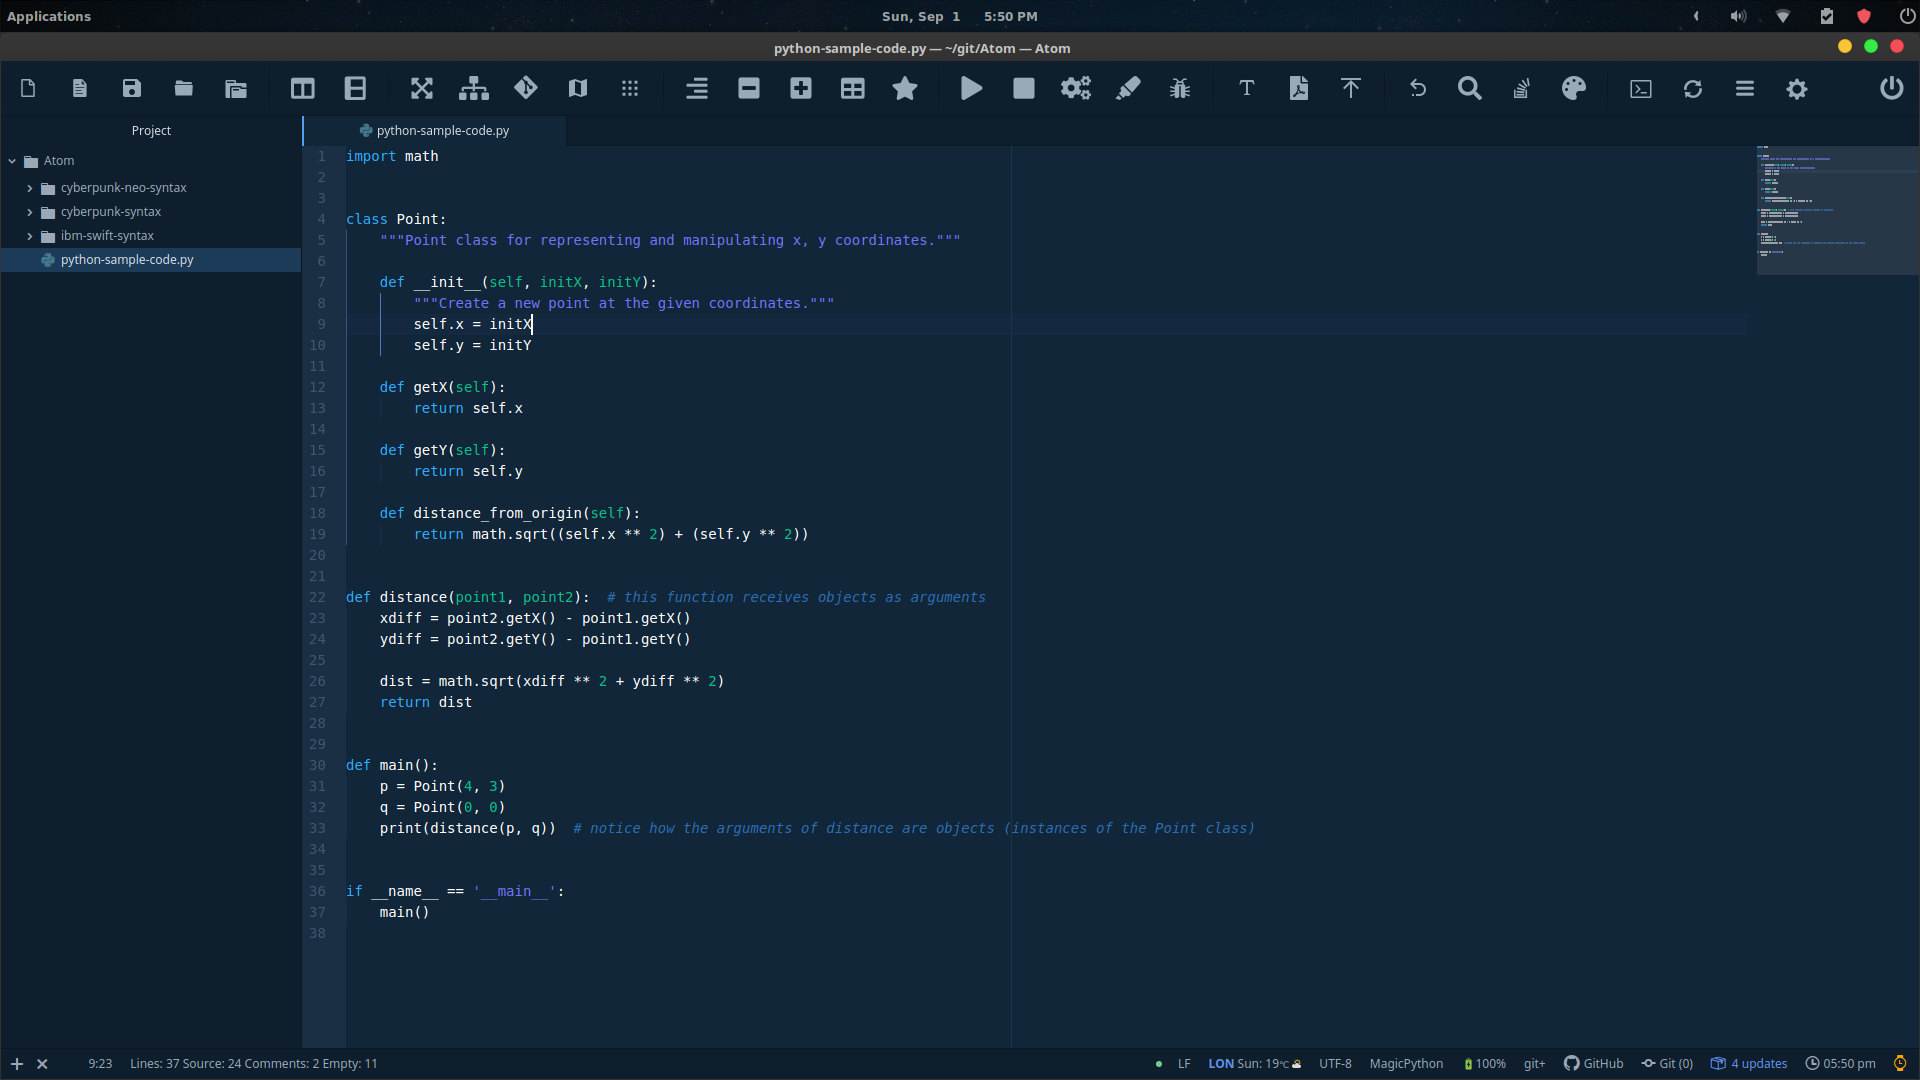 Applications
Sun, Sep 1 5:50 PM
python-sample-code.py — ~/git/Atom — Atom
Project
python-sample-code.py
Atom
cyberpunk-neo-syntax
cyberpunk-syntax
ibm-swift-syntax
python-sample-code.py
1 import math
2
3
4 class Point:
5     """Point class for representing and manipulating x, y coordinates."""
6
7     def __init__(self, initX, initY):
8         """Create a new point at the given coordinates."""
9         self.x = initX
10         self.y = initY
11
12     def getX(self):
13         return self.x
14
15     def getY(self):
16         return self.y
17
18     def distance_from_origin(self):
19         return math.sqrt((self.x ** 2) + (self.y ** 2))
20
21
22 def distance(point1, point2):  # this function receives objects as arguments
23     xdiff = point2.getX() - point1.getX()
24     ydiff = point2.getY() - point1.getY()
25
26     dist = math.sqrt(xdiff ** 2 + ydiff ** 2)
27     return dist
28
29
30 def main():
31     p = Point(4, 3)
32     q = Point(0, 0)
33     print(distance(p, q))  # notice how the arguments of distance are objects (instances of the Point class)
34
35
36 if __name__ == '__main__':
37     main()
38
9:23 Lines: 37 Source: 24 Comments: 2 Empty: 11 LF LON Sun: 19°C UTF-8 MagicPython 100% git+ GitHub Git (0) 4 updates 05:50 pm